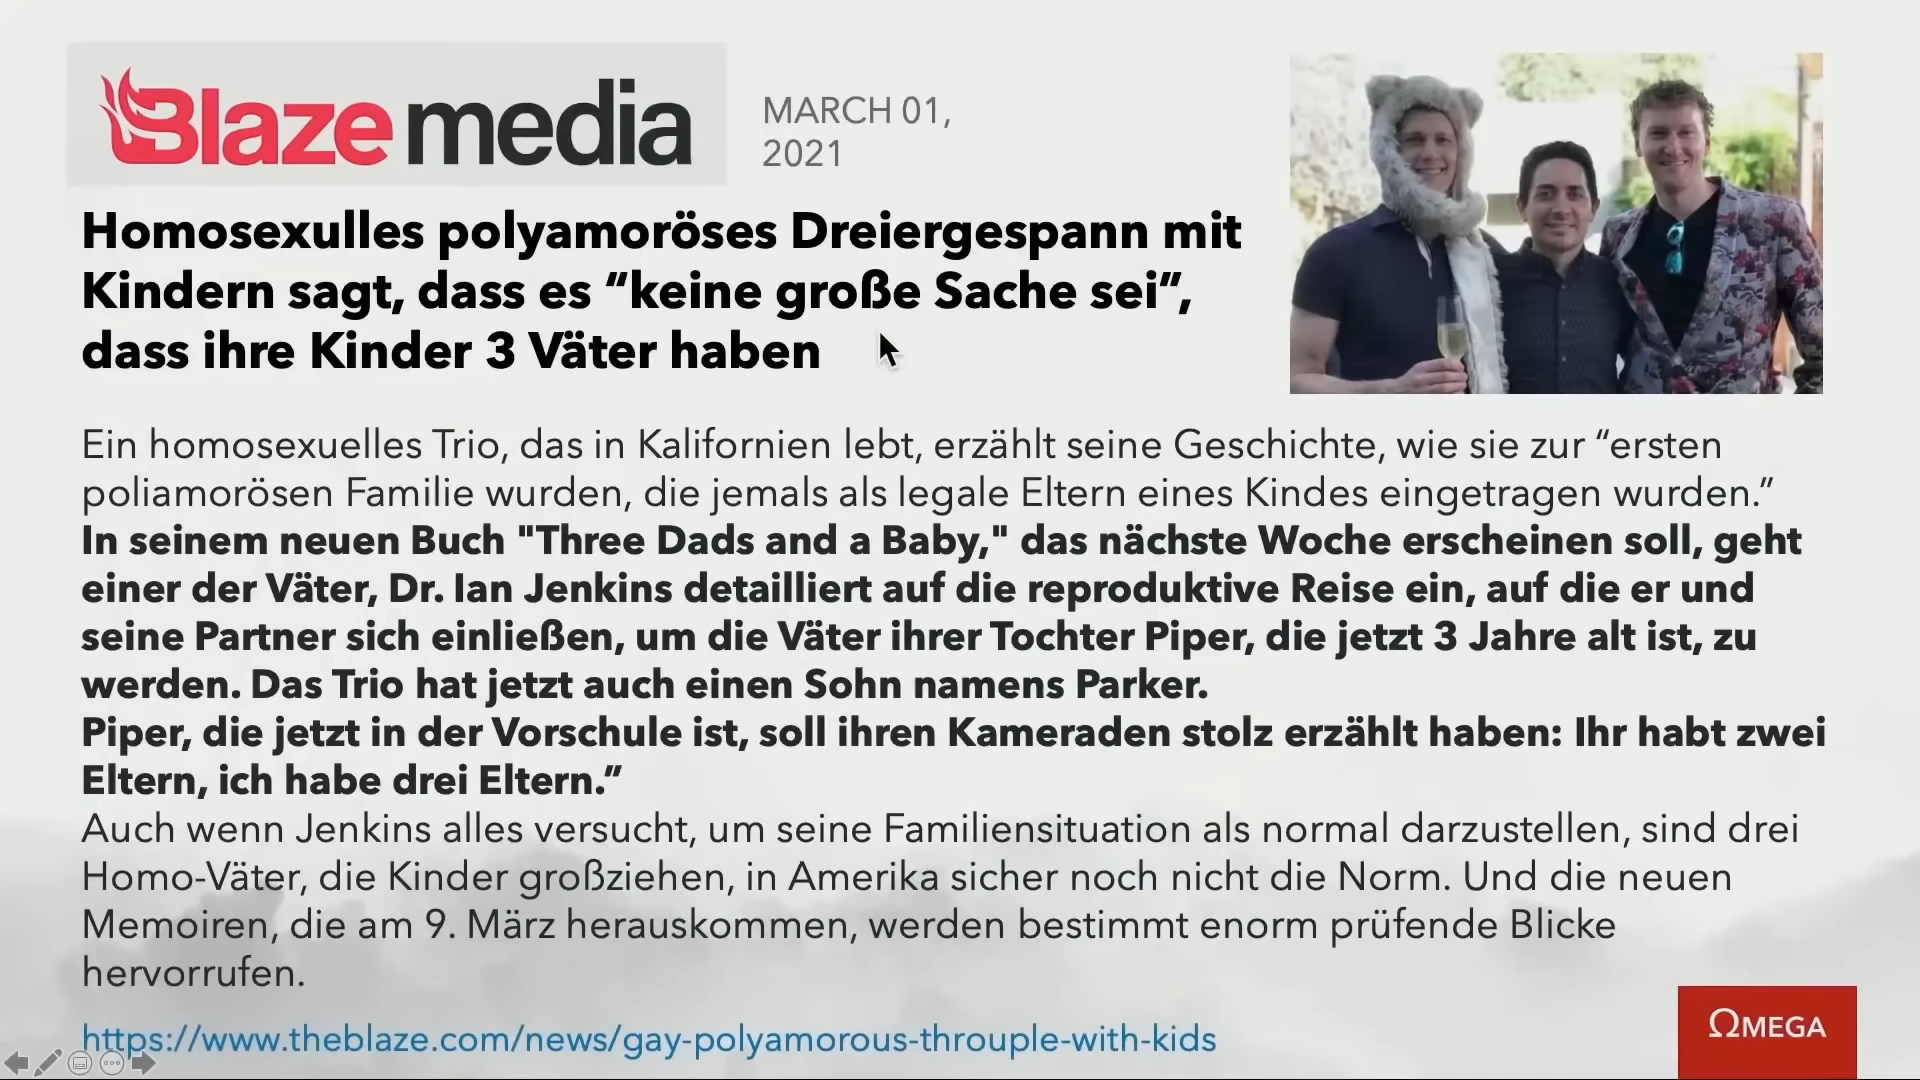 Blaze media
MARCH 01,
2021
Homosexulles polyamoröses Dreiergespann mit
Kindern sagt, dass es “keine große Sache sei”,
dass ihre Kinder 3 Väter haben
Ein homosexuelles Trio, das in Kalifornien lebt, erzählt seine Geschichte, wie sie zur “ersten
poliamorösen Familie wurden, die jemals als legale Eltern eines Kindes eingetragen wurden.”
In seinem neuen Buch "Three Dads and a Baby," das nächste Woche erscheinen soll, geht
einer der Väter, Dr. Ian Jenkins detailliert auf die reproduktive Reise ein, auf die er und
seine Partner sich einließen, um die Väter ihrer Tochter Piper, die jetzt 3 Jahre alt ist, zu
werden. Das Trio hat jetzt auch einen Sohn namens Parker.
Piper, die jetzt in der Vorschule ist, soll ihren Kameraden stolz erzählt haben: Ihr habt zwei
Eltern, ich habe drei Eltern.”
Auch wenn Jenkins alles versucht, um seine Familiensituation als normal darzustellen, sind drei
Homo-Väter, die Kinder großziehen, in Amerika sicher noch nicht die Norm. Und die neuen
Memoiren, die am 9. März herauskommen, werden bestimmt enorm prüfende Blicke
hervorrufen.
https://www.theblaze.com/news/gay-polyamorous-throuple-with-kids
ΩMEGA